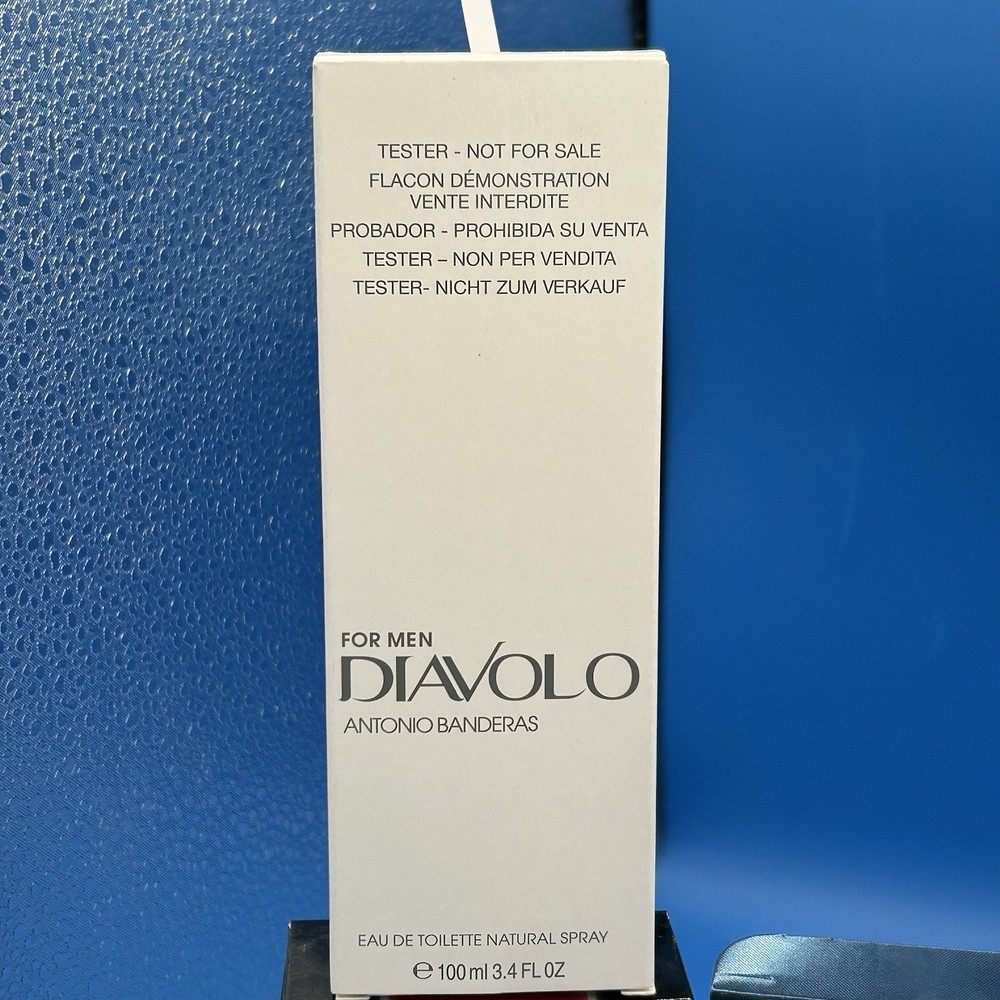 TESTER - NOT FOR SALE
FLACON DÉMONSTRATION
VENTE INTERDITE
PROBADOR - PROHIBIDA SU VENTA
TESTER – NON PER VENDITA
TESTER- NICHT ZUM VERKAUF
FOR MEN
DIAVOLO
ANTONIO BANDERAS
EAU DE TOILETTE NATURAL SPRAY
℮ 100 ml 3.4 FL OZ